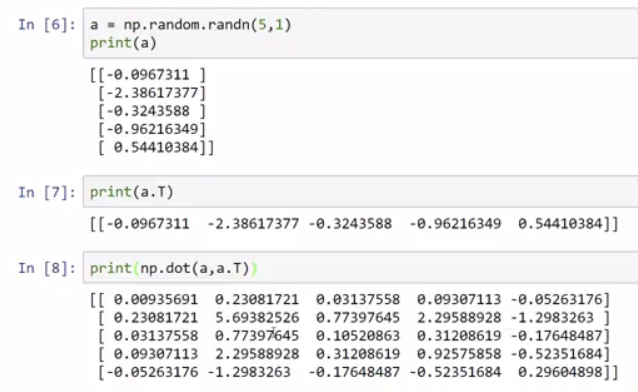 In [6]: a = np.random.randn(5,1)
print(a)
[[-0.0967311 ]
[-2.38617377]
[-0.3243588 ]
[-0.96216349]
[ 0.54410384]]
In [7]: print(a.T)
[[-0.0967311 -2.38617377 -0.3243588 -0.96216349 0.54410384]]
In [8]: print(np.dot(a,a.T))
[[ 0.00935691 0.23081721 0.03137558 0.09307113 -0.05263176]
[ 0.23081721 5.69382526 0.77397645 2.29588928 -1.2983263 ]
[ 0.03137558 0.77397645 0.10520863 0.31208619 -0.17648487]
[ 0.09307113 2.29588928 0.31208619 0.92575858 -0.52351684]
[-0.05263176 -1.2983263 -0.17648487 -0.52351684 0.29604898]]